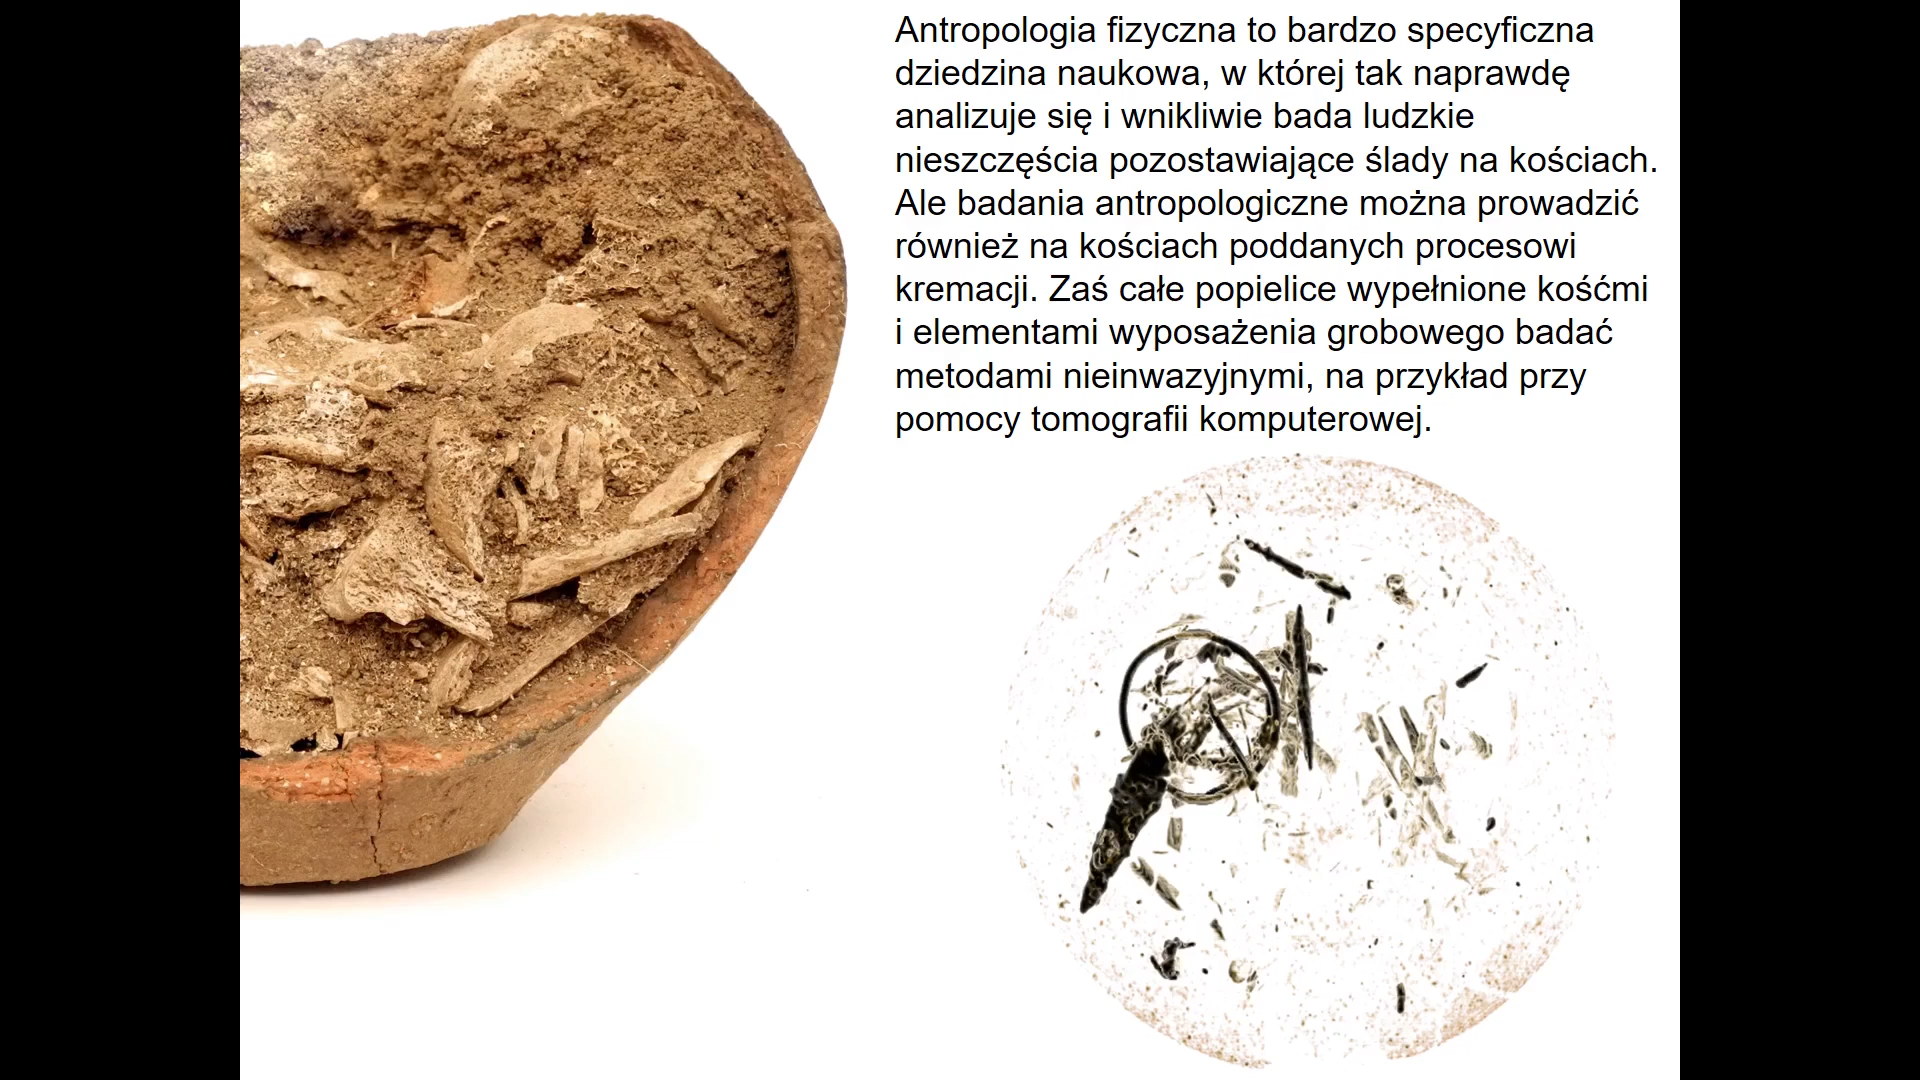 Antropologia fizyczna to bardzo specyficzna
dziedzina naukowa, w której tak naprawdę
analizuje się i wnikliwie bada ludzkie
nieszczęścia pozostawiające ślady na kościach.
Ale badania antropologiczne można prowadzić
również na kościach poddanych procesowi
kremacji. Zaś całe popielice wypełnione kośćmi
i elementami wyposażenia grobowego badać
metodami nieinwazyjnymi, na przykład przy
pomocy tomografii komputerowej.